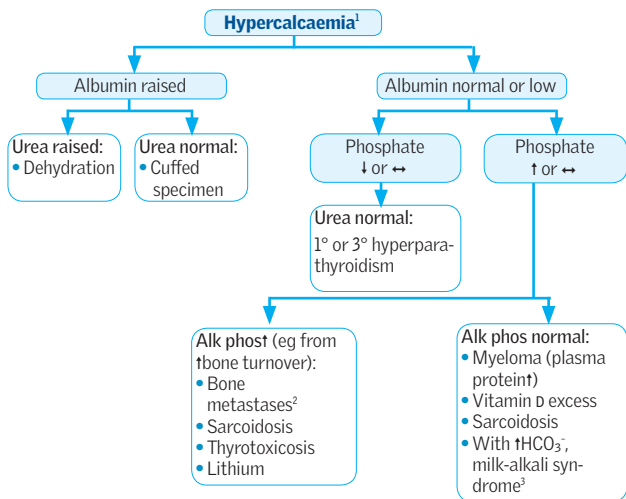 Hypercalcaemia¹
Albumin raised
Albumin normal or low
Urea raised:
• Dehydration
Urea normal:
• Cuffed
specimen
Phosphate
↓ or ↔
Phosphate
↑ or ↔
Urea normal:
1° or 3° hyperpara-
thyroidism
Alk phos↑ (eg from
↑bone turnover):
• Bone
metastases²
• Sarcoidosis
• Thyrotoxicosis
• Lithium
Alk phos normal:
• Myeloma (plasma
protein↑)
• Vitamin D excess
• Sarcoidosis
• With ↑HCO₃⁻,
milk-alkali syn-
drome³